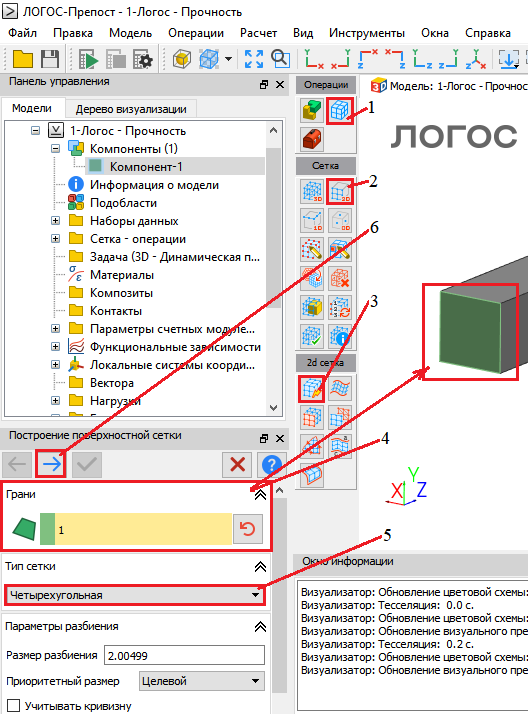 ЛОГОС-Препост - 1-Логос - Прочность
Файл Правка Модель Операции Расчет Вид Инструменты Окна Справка
Панель управления
Модели Дерево визуализации
1-Логос - Прочность
Компоненты (1)
Компонент-1
Информация о модели
Подобласти
Наборы данных
Сетка - операции
Задача (3D - Динамическая п...
Материалы
Композиты
Контакты
Параметры счетных модуле...
Функциональные зависимости
Локальные системы коорди...
Вектора
Нагрузки
Операции
1
Сетка
2
6
3
2d сетка
Модель: 1-Логос - Прочнос
ЛОГОС
Построение поверхностной сетки
4
Грани
1
5
Тип сетки
Четырехугольная
Параметры разбиения
Размер разбиения 2.00499
Приоритетный размер Целевой
Учитывать кривизну
X Y Z
Окно информации
Визуализатор: Обновление цветовой схемы:
Визуализатор: Тесселяция: 0.0 с.
Визуализатор: Обновление цветовой схемы:
Визуализатор: Обновление визуального пре
Визуализатор: Тесселяция: 0.2 с.
Визуализатор: Обновление цветовой схемы:
Визуализатор: Обновление визуального пре